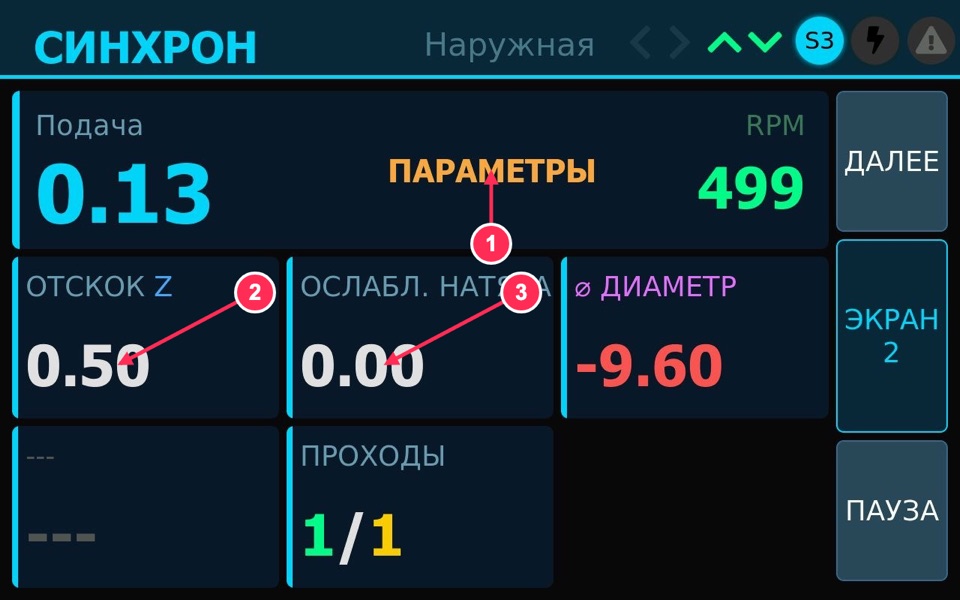 СИНХРОН
Наружная
S3
Подача
RPM
0.13
ПАРАМЕТРЫ
499
1
ДАЛЕЕ
ОТСКОК Z
2
ОСЛАБЛ.
3
⌀ ДИАМЕТР
0.50
0.00
-9.60
ЭКРАН
2
---
ПРОХОДЫ
---
1/1
ПАУЗА